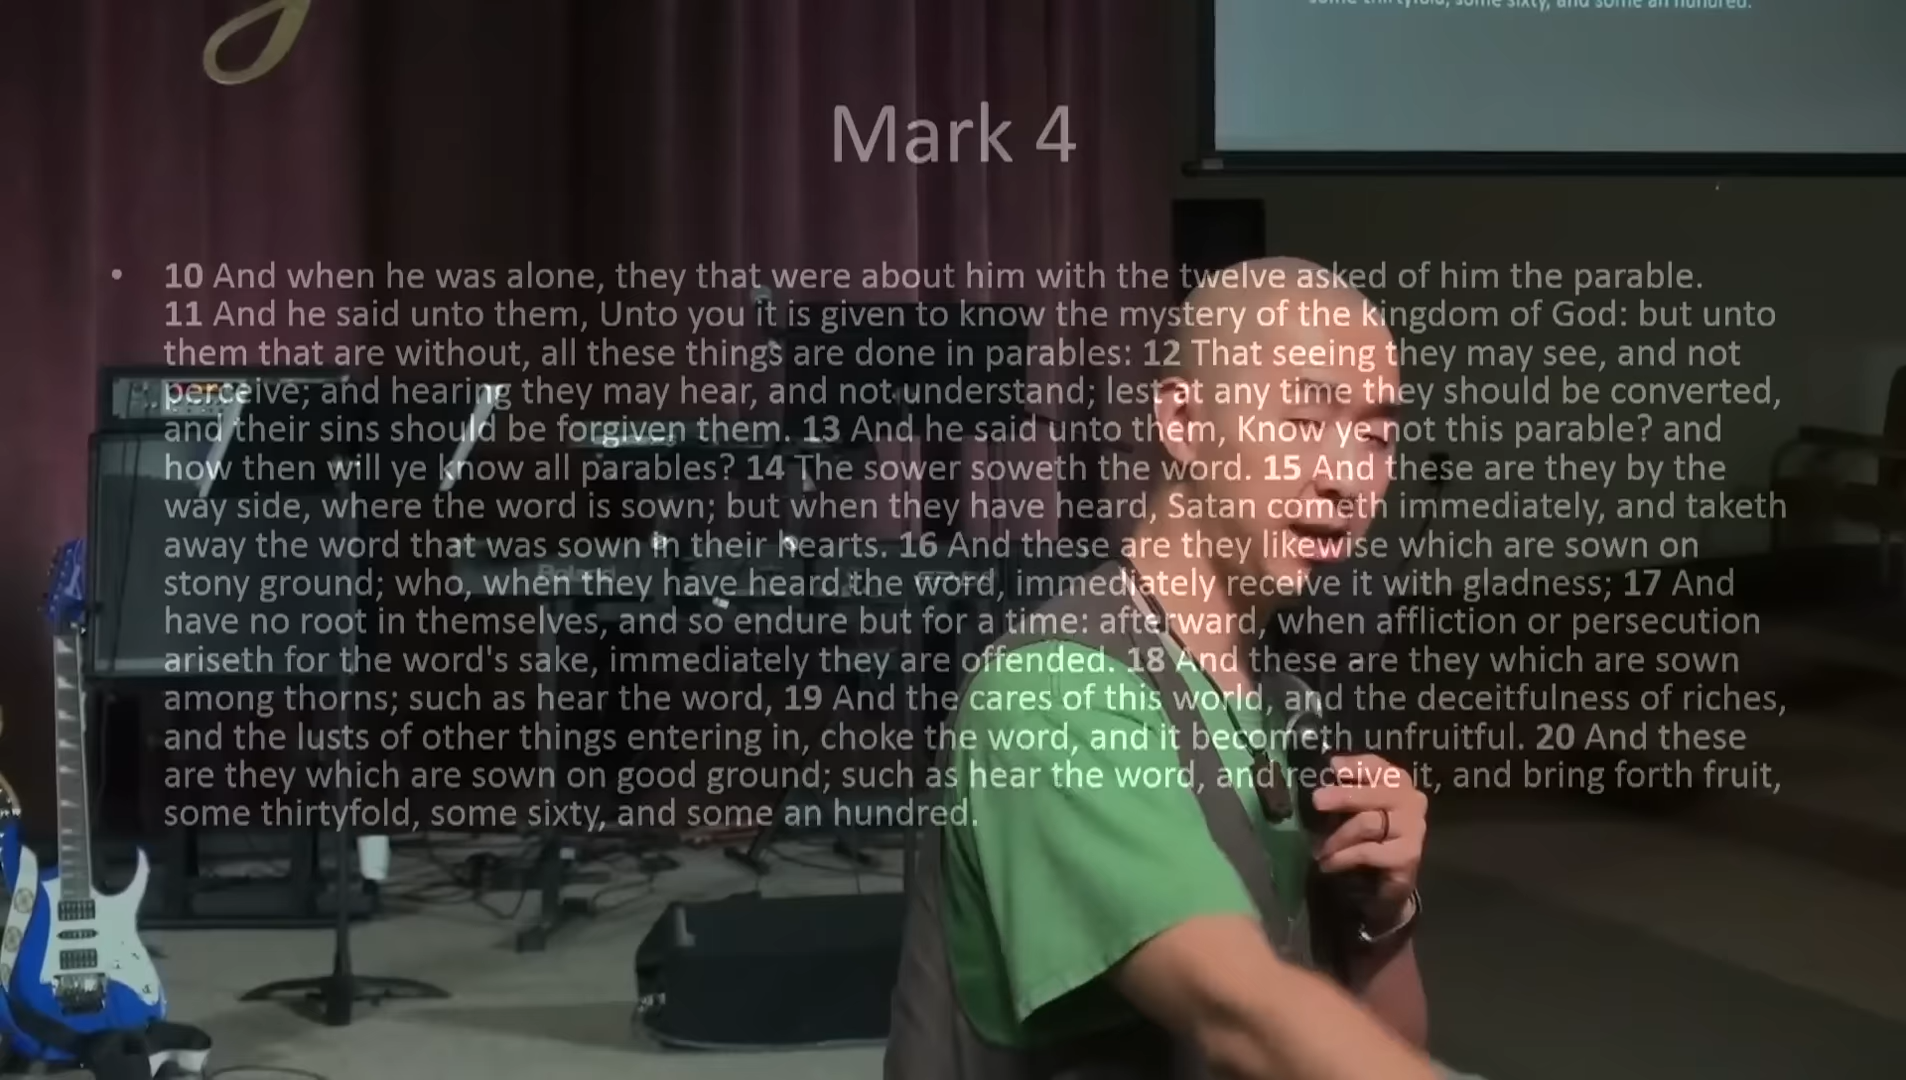 some thirtyfold, some sixty, and some an hundred.
Mark 4
• 10 And when he was alone, they that were about him with the twelve asked of him the parable.
11 And he said unto them, Unto you it is given to know the mystery of the kingdom of God: but unto
them that are without, all these things are done in parables: 12 That seeing they may see, and not
perceive; and hearing they may hear, and not understand; lest at any time they should be converted,
and their sins should be forgiven them. 13 And he said unto them, Know ye not this parable? and
how then will ye know all parables? 14 The sower soweth the word. 15 And these are they by the
way side, where the word is sown; but when they have heard, Satan cometh immediately, and taketh
away the word that was sown in their hearts. 16 And these are they likewise which are sown on
stony ground; who, when they have heard the word, immediately receive it with gladness; 17 And
have no root in themselves, and so endure but for a time: afterward, when affliction or persecution
ariseth for the word's sake, immediately they are offended. 18 And these are they which are sown
among thorns; such as hear the word, 19 And the cares of this world, and the deceitfulness of riches,
and the lusts of other things entering in, choke the word, and it becometh unfruitful. 20 And these
are they which are sown on good ground; such as hear the word, and receive it, and bring forth fruit,
some thirtyfold, some sixty, and some an hundred.
Roland